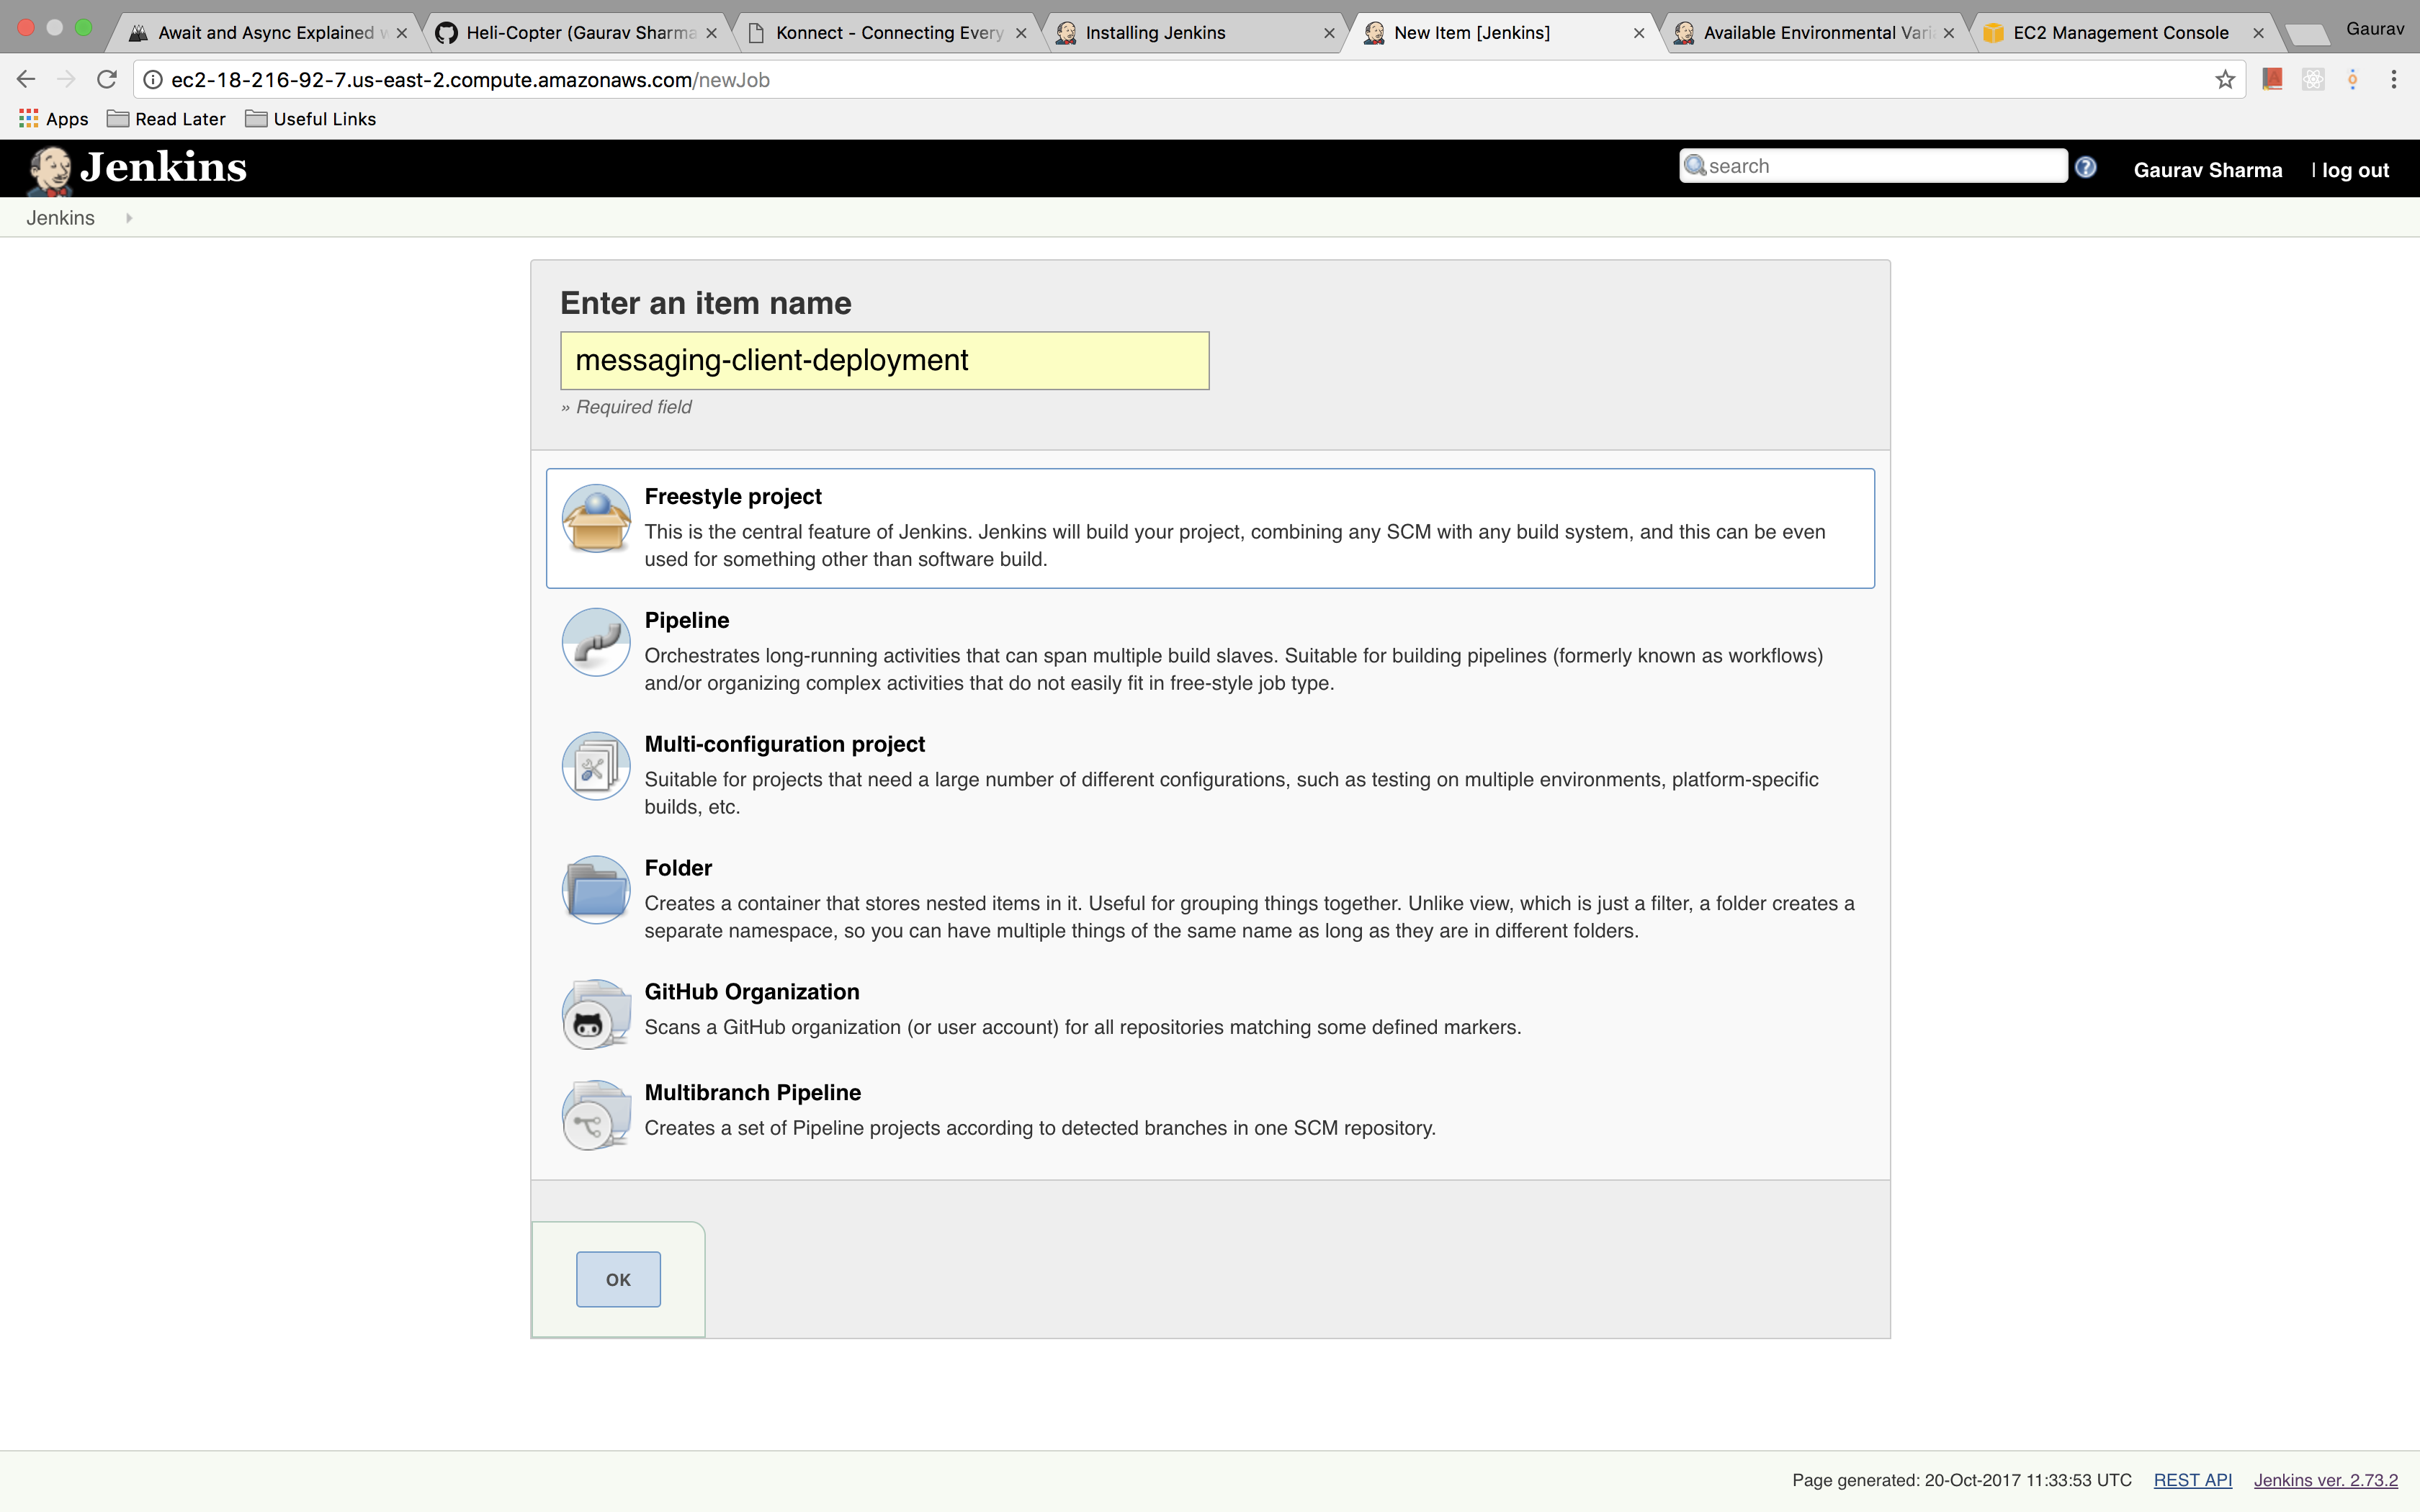 Await and Async Explained
Heli-Copter (Gaurav Sharma
Konnect - Connecting Every
Installing Jenkins
New Item [Jenkins]
Available Environmental Vari
EC2 Management Console
Gaurav
ec2-18-216-92-7.us-east-2.compute.amazonaws.com/newJob
Apps
Read Later
Useful Links
Jenkins
search
Gaurav Sharma
| log out
Jenkins
Enter an item name
messaging-client-deployment
» Required field
Freestyle project
This is the central feature of Jenkins. Jenkins will build your project, combining any SCM with any build system, and this can be even
used for something other than software build.
Pipeline
Orchestrates long-running activities that can span multiple build slaves. Suitable for building pipelines (formerly known as workflows)
and/or organizing complex activities that do not easily fit in free-style job type.
Multi-configuration project
Suitable for projects that need a large number of different configurations, such as testing on multiple environments, platform-specific
builds, etc.
Folder
Creates a container that stores nested items in it. Useful for grouping things together. Unlike view, which is just a filter, a folder creates a
separate namespace, so you can have multiple things of the same name as long as they are in different folders.
GitHub Organization
Scans a GitHub organization (or user account) for all repositories matching some defined markers.
Multibranch Pipeline
Creates a set of Pipeline projects according to detected branches in one SCM repository.
OK
Page generated: 20-Oct-2017 11:33:53 UTC
REST API
Jenkins ver. 2.73.2